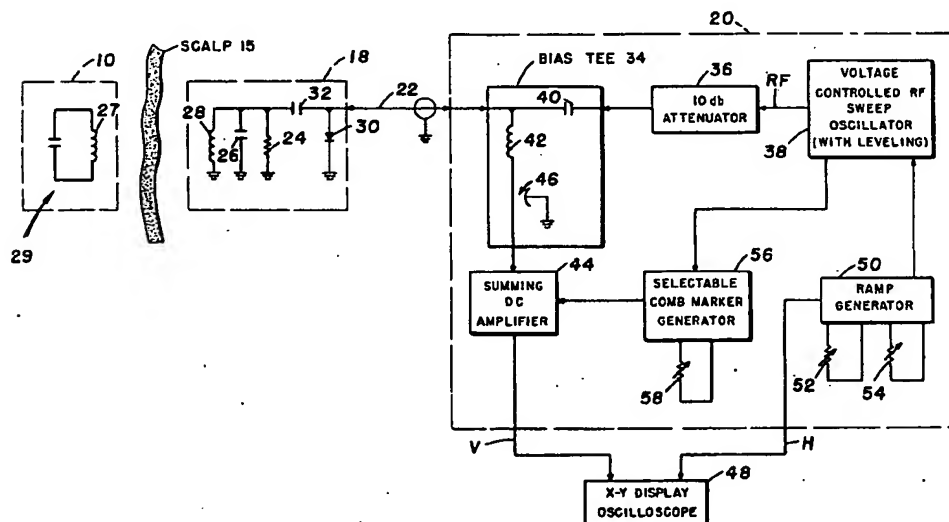 SCALP 15
10
27
29
18
32
28
26
24
30
22
20
BIAS TEE 34
40
42
46
36
10 db
ATTENUATOR
RF
VOLTAGE
CONTROLLED RF
SWEEP
OSCILLATOR
(WITH LEVELING)
38
44
SUMMING
DC
AMPLIFIER
56
SELECTABLE
COMB MARKER
GENERATOR
58
50
RAMP
GENERATOR
52
54
V
H
48
X-Y DISPLAY
OSCILLOSCOPE